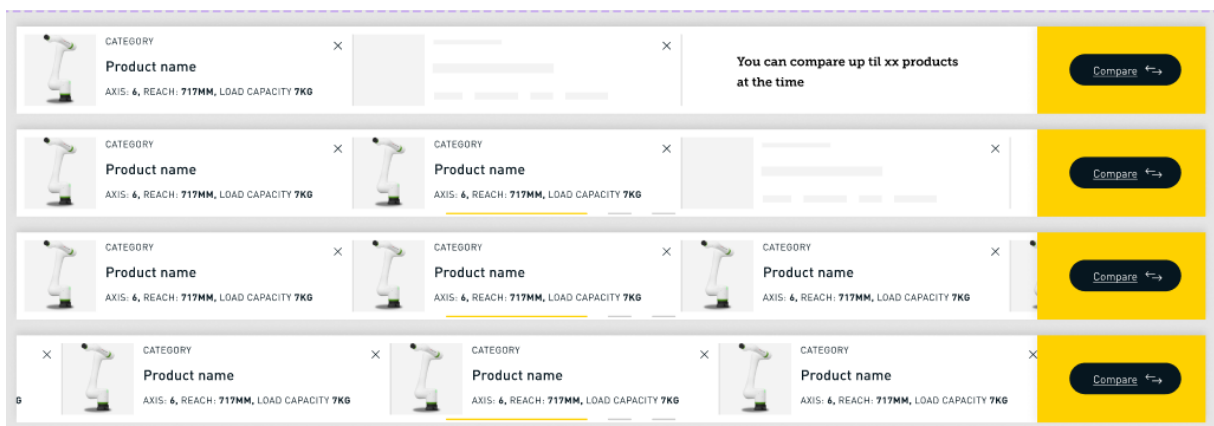 CATEGORY
Product name
AXIS: 6, REACH: 717MM, LOAD CAPACITY 7KG
You can compare up til xx products
at the time
Compare
CATEGORY
Product name
AXIS: 6, REACH: 717MM, LOAD CAPACITY 7KG
CATEGORY
Product name
AXIS: 6, REACH: 717MM, LOAD CAPACITY 7KG
Compare
CATEGORY
Product name
AXIS: 6, REACH: 717MM, LOAD CAPACITY 7KG
CATEGORY
Product name
AXIS: 6, REACH: 717MM, LOAD CAPACITY 7KG
CATEGORY
Product name
AXIS: 6, REACH: 717MM, LOAD CAPACITY 7KG
Compare
G
CATEGORY
Product name
AXIS: 6, REACH: 717MM, LOAD CAPACITY 7KG
CATEGORY
Product name
AXIS: 6, REACH: 717MM, LOAD CAPACITY 7KG
CATEGORY
Product name
AXIS: 6, REACH: 717MM, LOAD CAPACITY 7KG
Compare